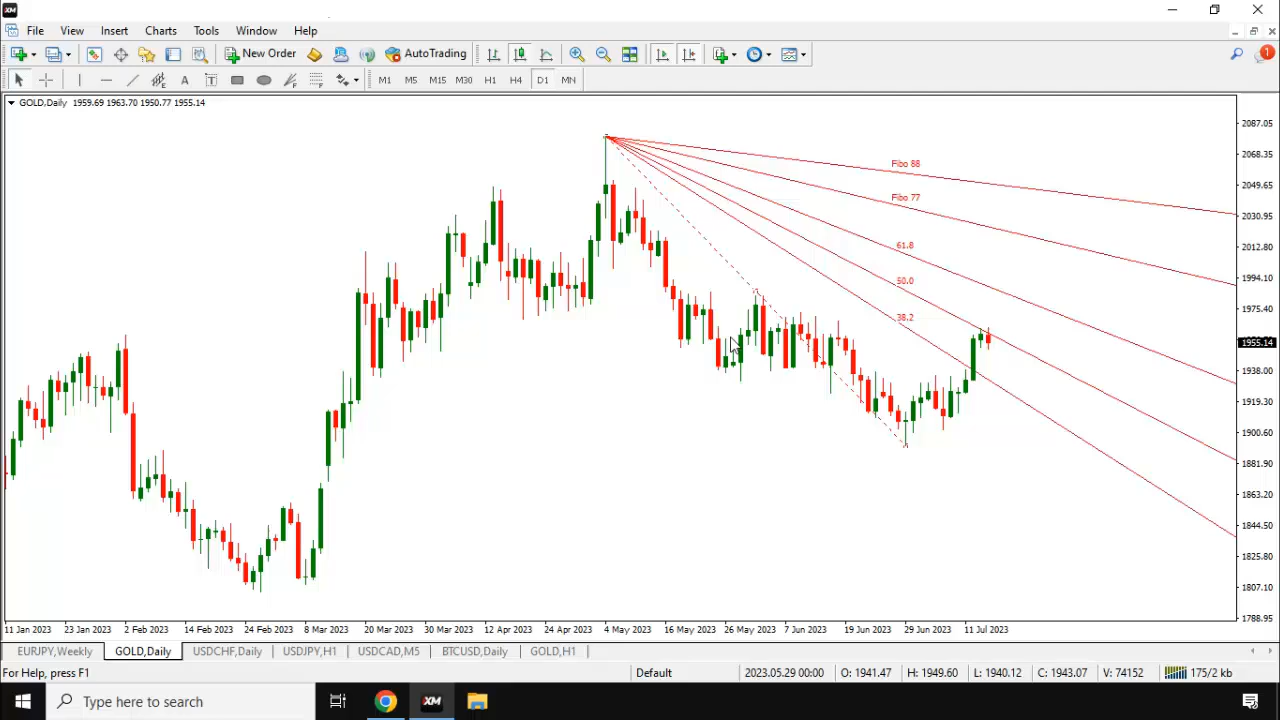 XM
File View Insert Charts Tools Window Help
New Order AutoTrading
A T M1 M5 M15 M30 H1 H4 D1 MN
GOLD,Daily 1959.69 1963.70 1950.77 1955.14
2087.05
2068.35
Fibo 88
2049.65
Fibo 77
2030.95
61.8
2012.80
50.0
1994.10
1975.40
38.2
1955.14
1938.00
1919.30
1900.60
1881.90
1863.20
1844.50
1825.80
1807.10
1788.95
11 Jan 2023 23 Jan 2023 2 Feb 2023 14 Feb 2023 24 Feb 2023 8 Mar 2023 20 Mar 2023 30 Mar 2023 12 Apr 2023 24 Apr 2023 4 May 2023 16 May 2023 26 May 2023 7 Jun 2023 19 Jun 2023 29 Jun 2023 11 Jul 2023
EURJPY,Weekly GOLD,Daily USDCHF,Daily USDJPY,H1 USDCAD,M5 BTCUSD,Daily GOLD,H1
For Help, press F1 Default 2023.05.29 00:00 O: 1941.47 H: 1949.60 L: 1940.12 C: 1943.07 V: 74152 175/2 kb
Type here to search XM